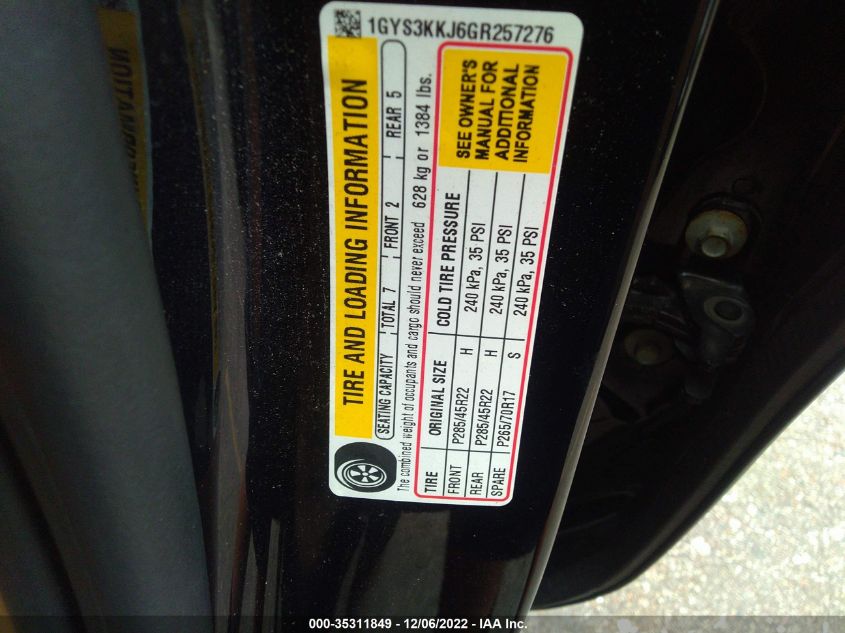 1GYS3KKJ6GR257276
TIRE AND LOADING INFORMATION
SEATING CAPACITY TOTAL 7 FRONT 2 REAR 5
The combined weight of occupants and cargo should never exceed 628 kg or 1384 lbs.
TIRE ORIGINAL SIZE COLD TIRE PRESSURE
FRONT P285/45R22 H 240 kPa, 35 PSI
REAR P285/45R22 H 240 kPa, 35 PSI
SPARE P265/70R17 S 240 kPa, 35 PSI
SEE OWNER'S
MANUAL FOR
ADDITIONAL
INFORMATION
000-35311849 - 12/06/2022 - IAA Inc.